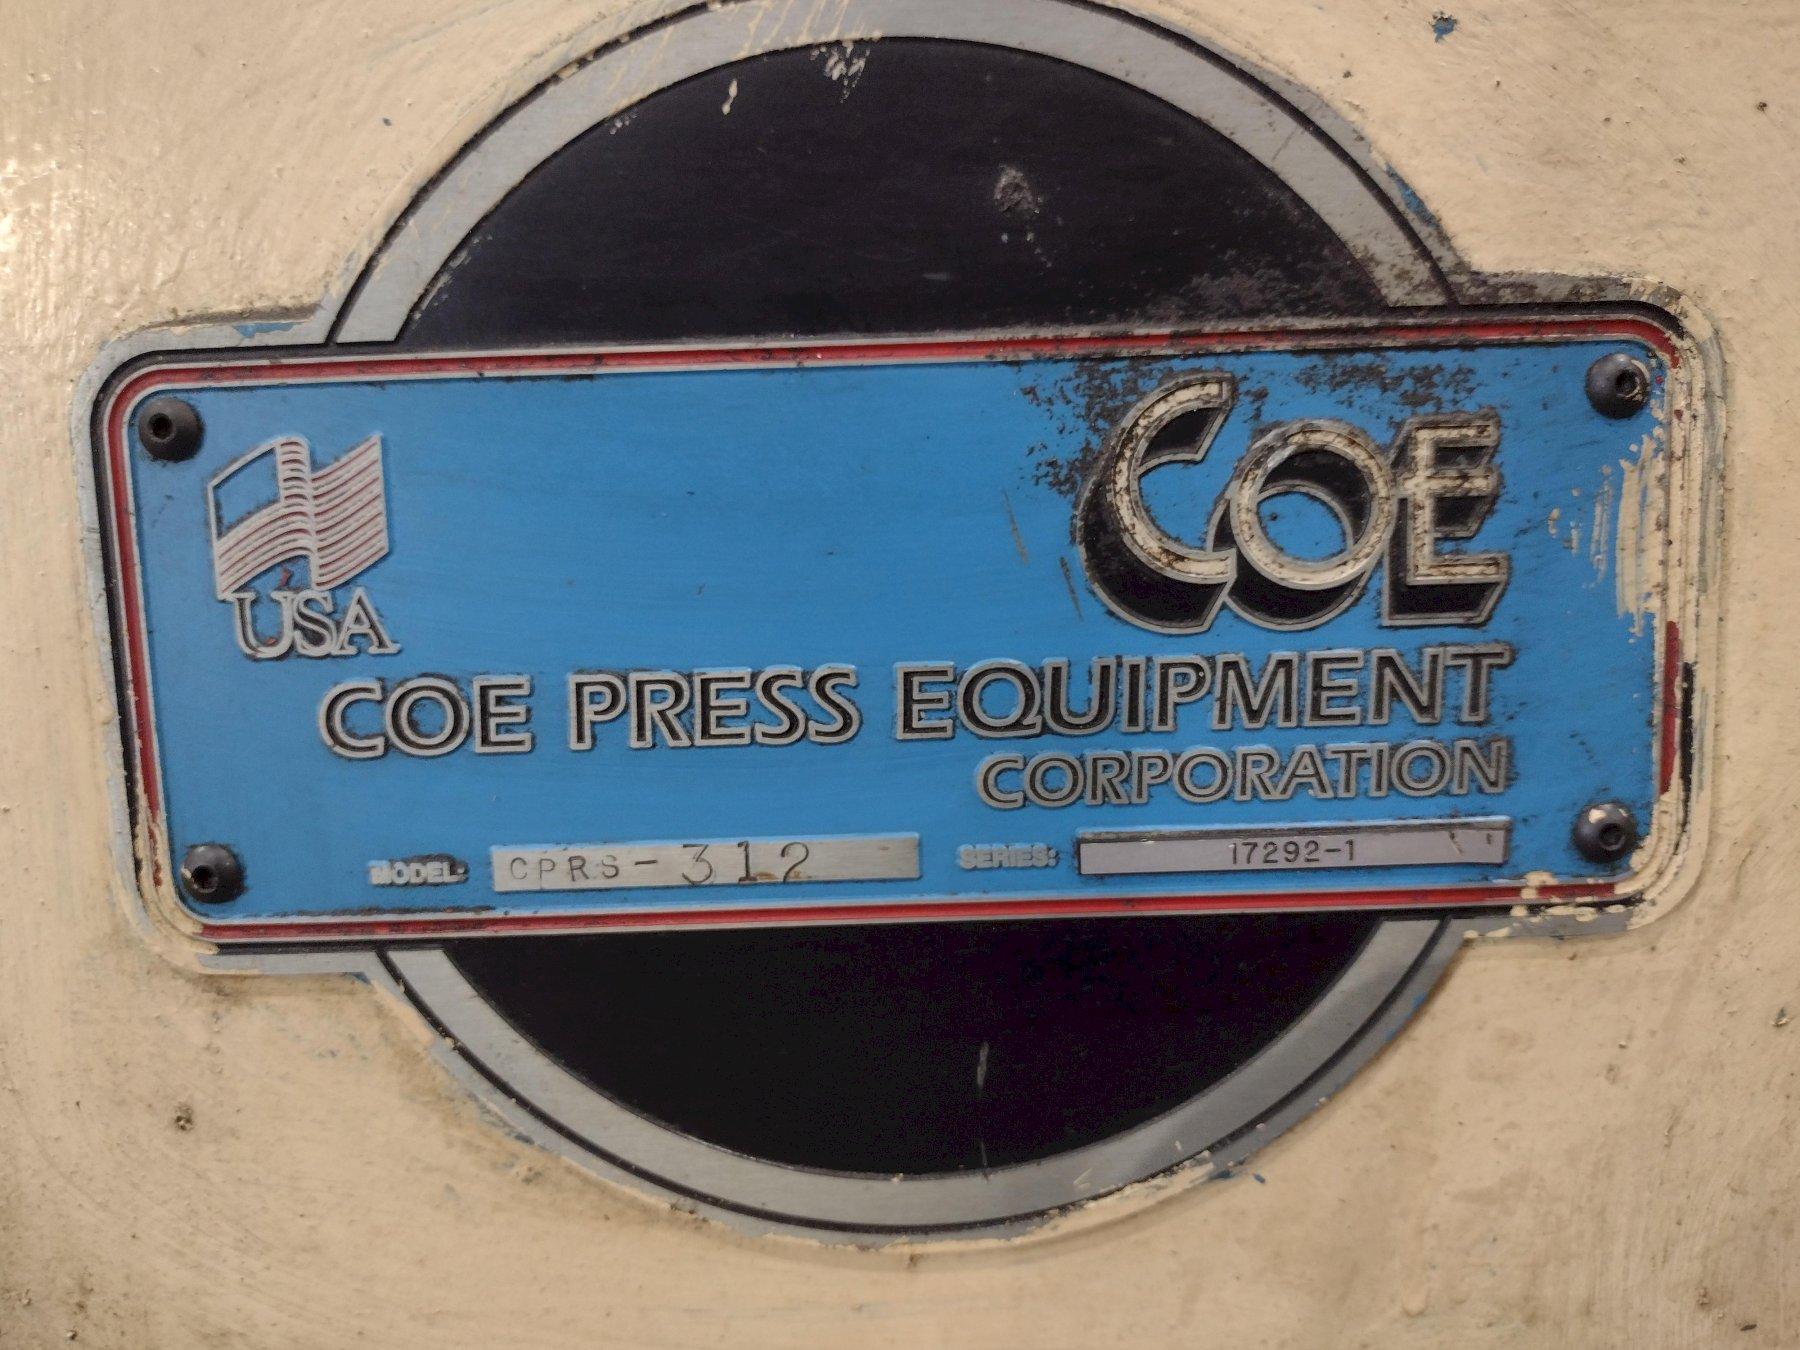 COE
USA
COE PRESS EQUIPMENT
CORPORATION
MODEL: CPRS-312 SERIES: 17292-1